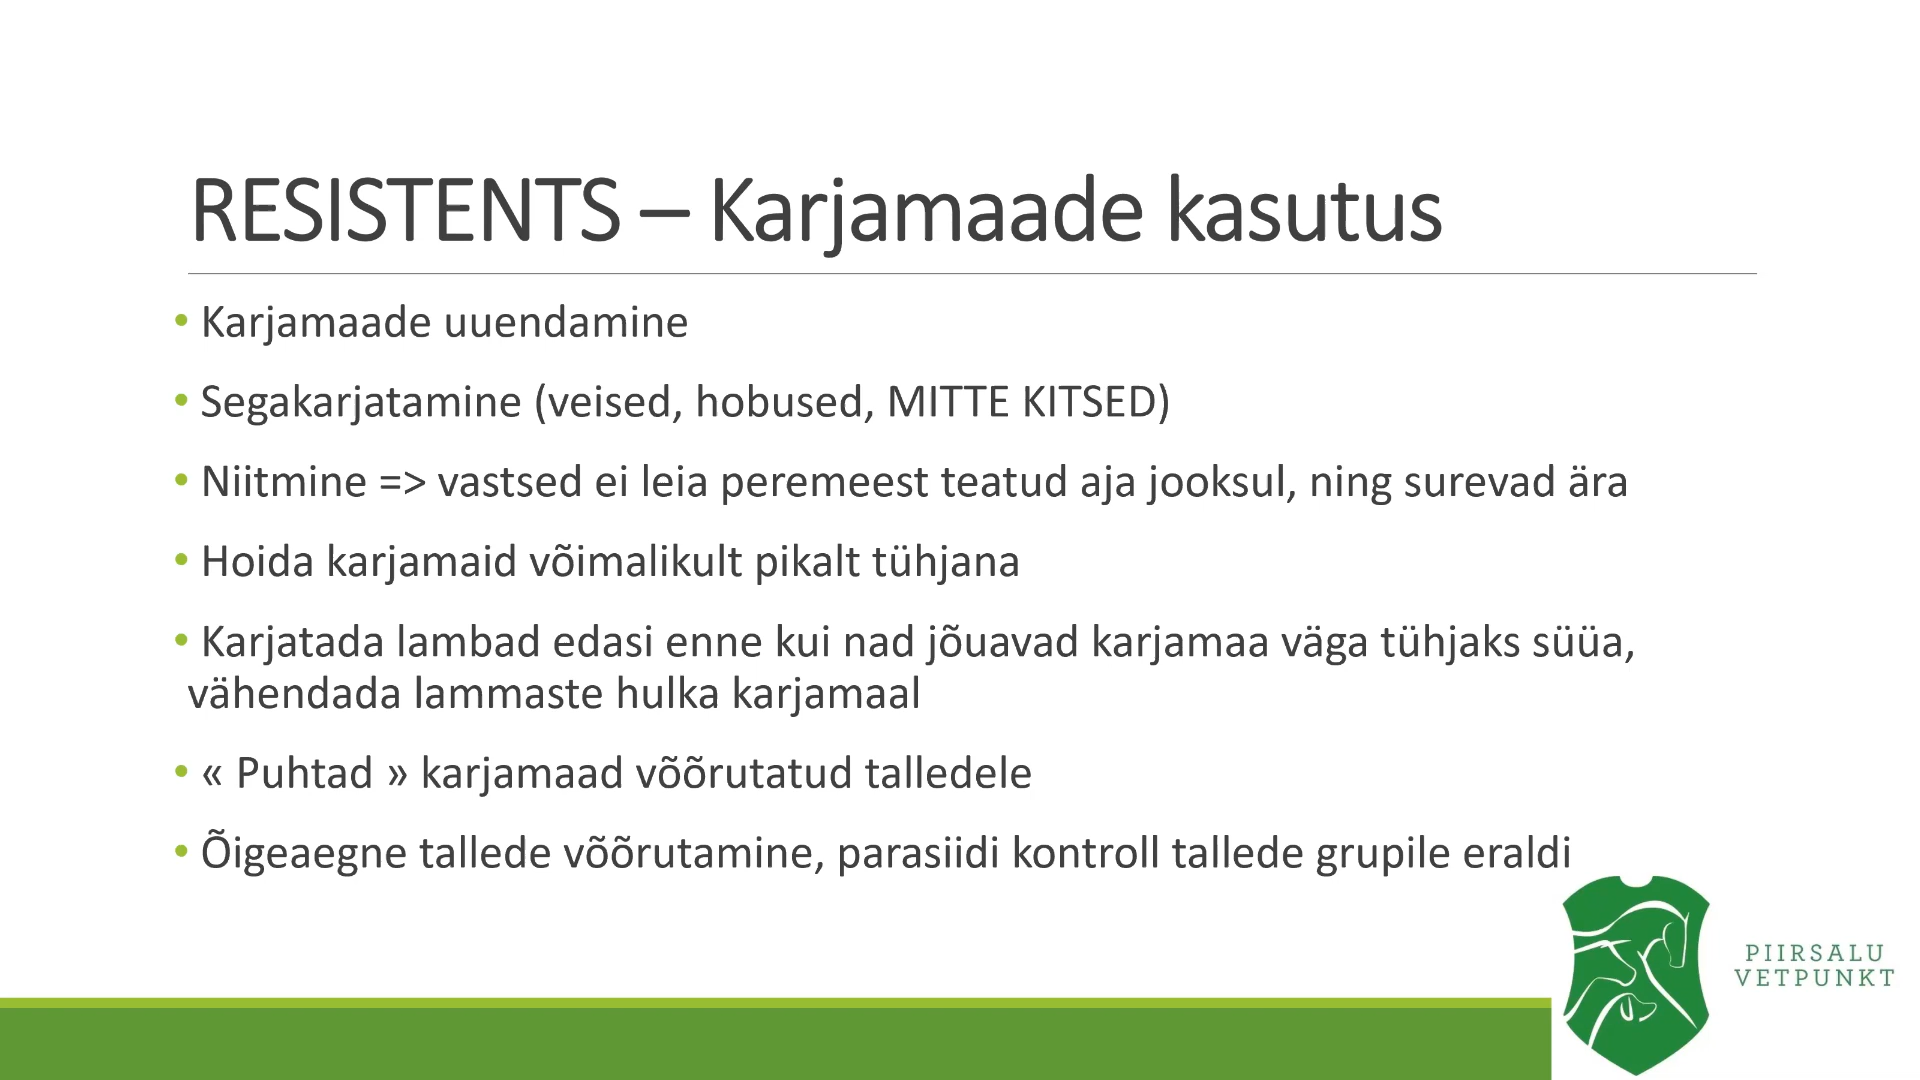 RESISTENTS – Karjamaade kasutus
• Karjamaade uuendamine
• Segakarjatamine (veised, hobused, MITTE KITSED)
• Niitmine => vastsed ei leia peremeest teatud aja jooksul, ning surevad ära
• Hoida karjamaid võimalikult pikalt tühjana
• Karjatada lambad edasi enne kui nad jõuavad karjamaa väga tühjaks süüa,
vähendada lammaste hulka karjamaal
• « Puhtad » karjamaad võõrutatud talledele
• Õigeaegne tallede võõrutamine, parasiidi kontroll tallede grupile eraldi
PIIRSALU
VETPUNKT